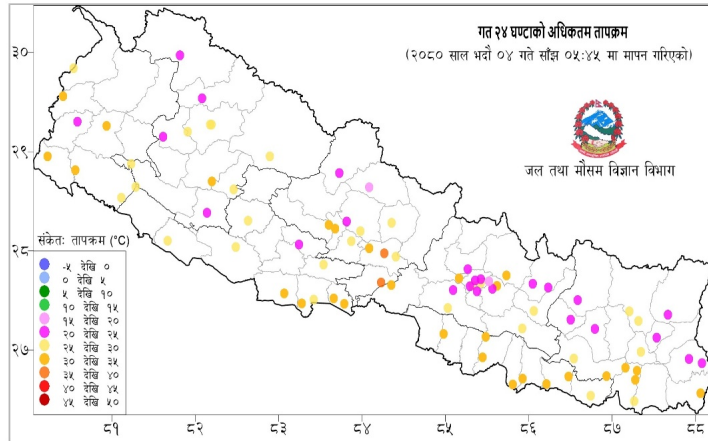 गत २४ घण्टाको अधिकतम तापक्रम
(२०८० साल भदौ ०४ गते साँझ ०५:४५ मा मापन गरिएको)
जल तथा मौसम विज्ञान विभाग
संकेतः तापक्रम (°C)
-५ देखि ०
० देखि ५
५ देखि १०
१० देखि १५
१५ देखि २०
२० देखि २५
२५ देखि ३०
३० देखि ३५
३५ देखि ४०
४० देखि ४५
४५ देखि ५०
३०
२९
२८
२७
८१
८२
८३
८४
८५
८६
८७
८८